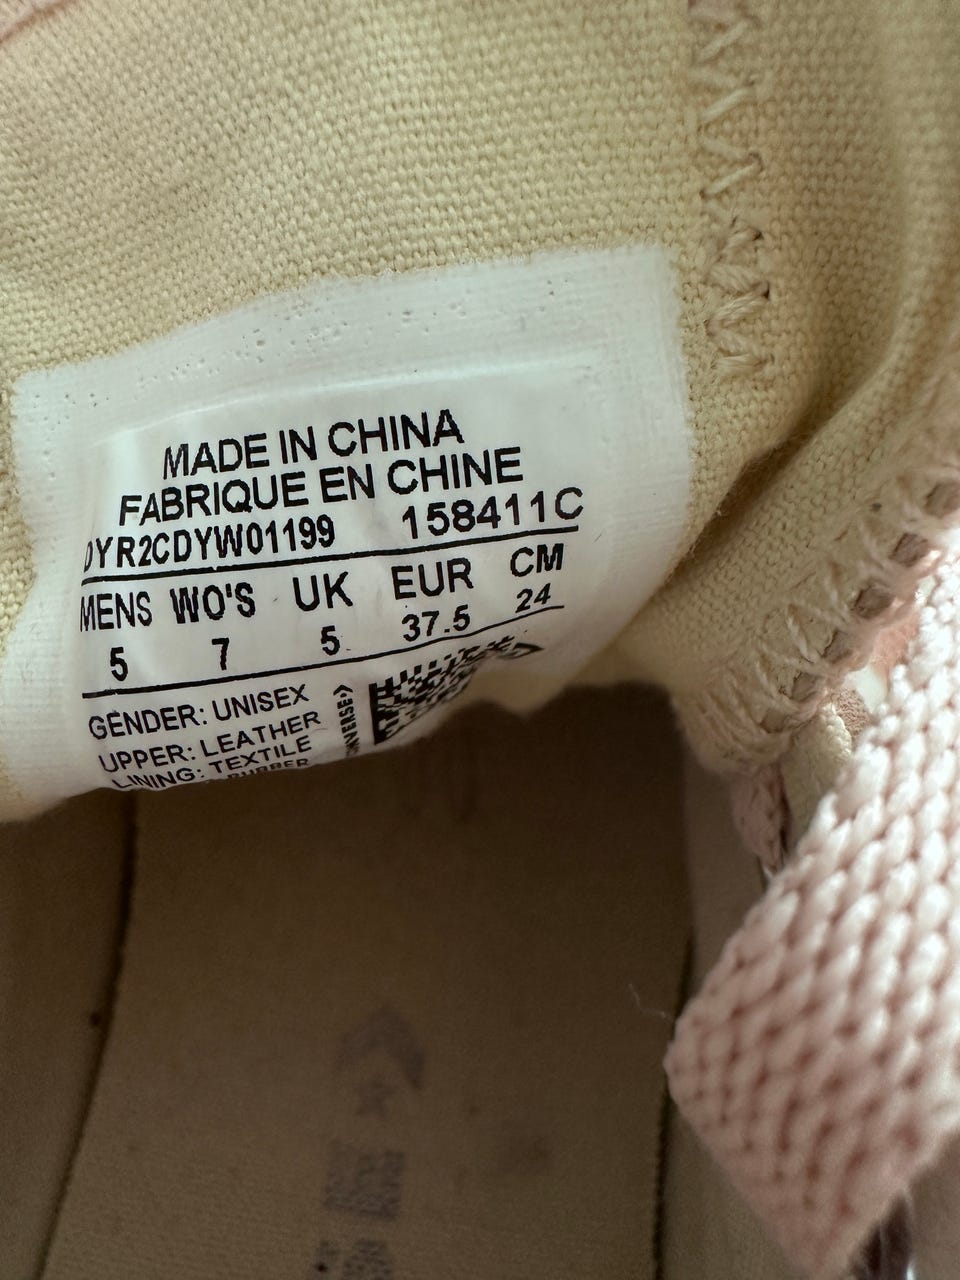 MADE IN CHINA
FABRIQUE EN CHINE
DYR2CDYW01199 158411C
MENS WO'S UK EUR CM
5 7 5 37.5 24
GENDER: UNISEX
UPPER: LEATHER
LINING: TEXTILE
RUBBER